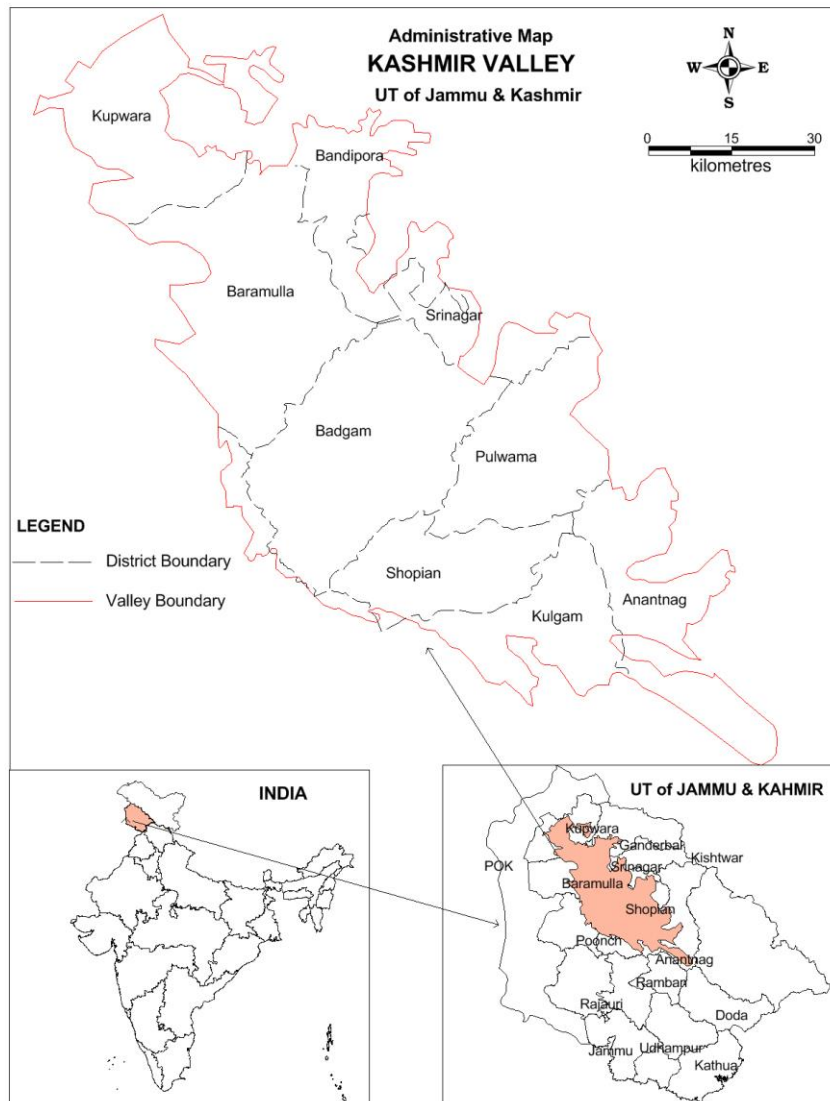 Administrative Map
KASHMIR VALLEY
UT of Jammu & Kashmir
N
W E
S
0 15 30
kilometres
Kupwara
Bandipora
Baramulla
Srinagar
Badgam
Pulwama
Shopian
Kulgam
Anantnag
LEGEND
District Boundary
Valley Boundary
INDIA
UT of JAMMU & KAHMIR
Kupwara
Ganderbal
Kishtwar
POK
Srinagar
Baramulla
Shopian
Poonch
Anantnag
Ramban
Rajauri
Doda
Jammu
Udhampur
Kathua